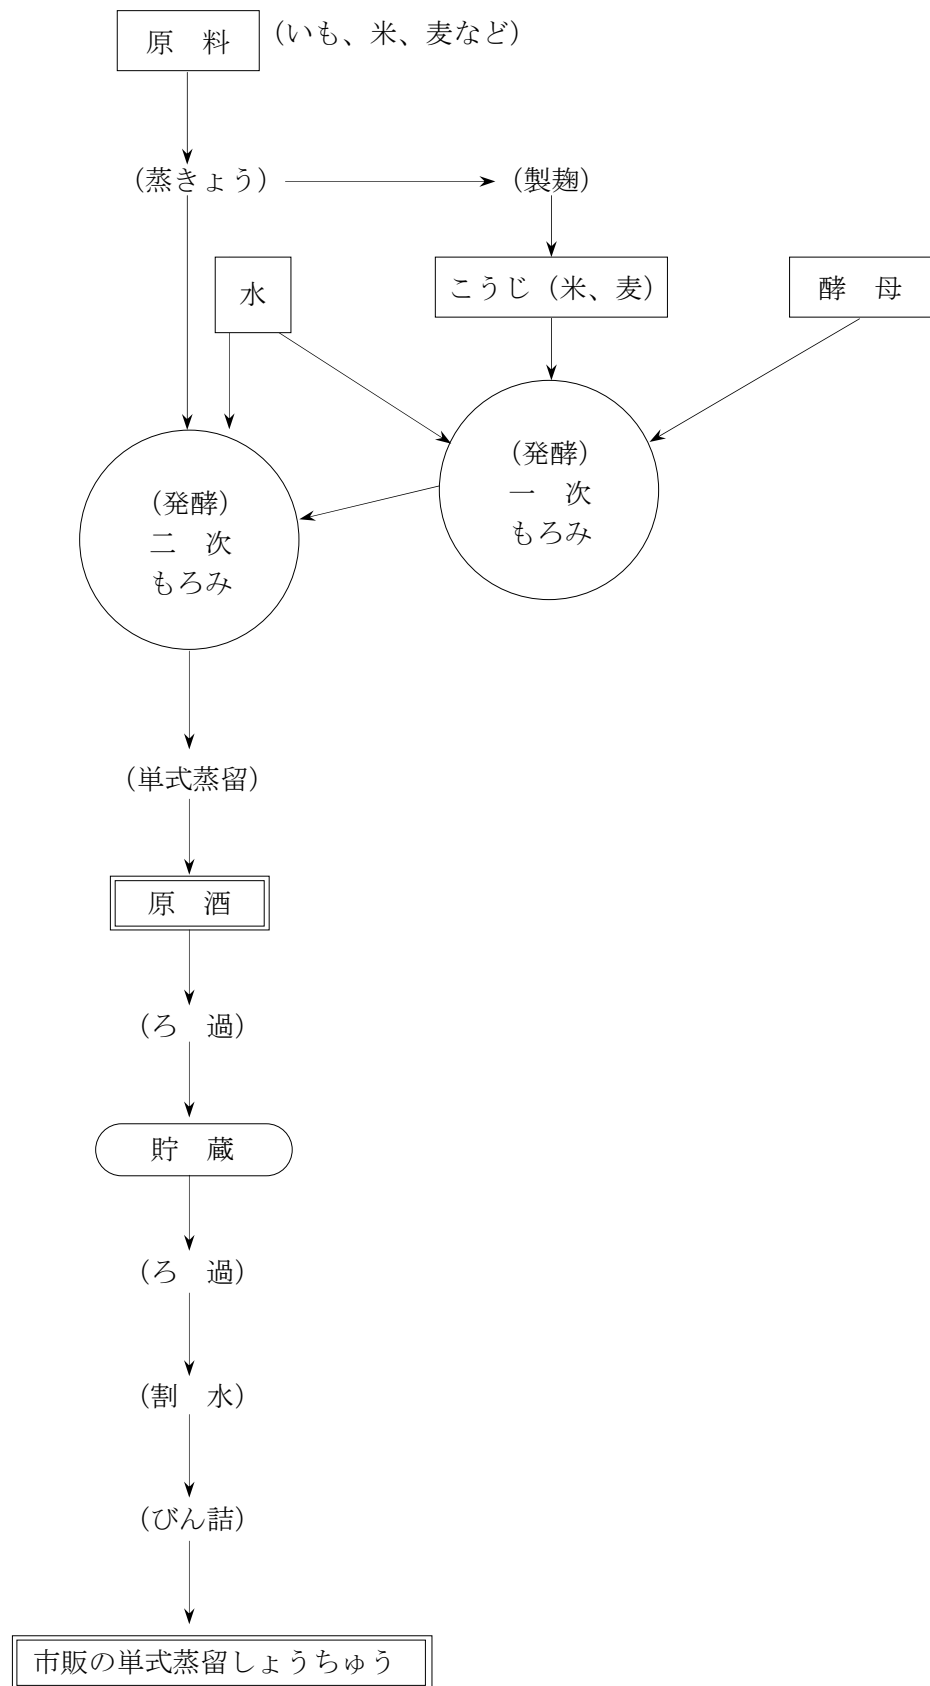 原　料
（いも、米、麦など）
（蒸きょう）
（製麹）
水
こうじ（米、麦）
酵　母
（発酵）
一　次
もろみ
（発酵）
二　次
もろみ
（単式蒸留）
原　酒
（ろ　過）
貯　蔵
（ろ　過）
（割　水）
（びん詰）
市販の単式蒸留しょうちゅう